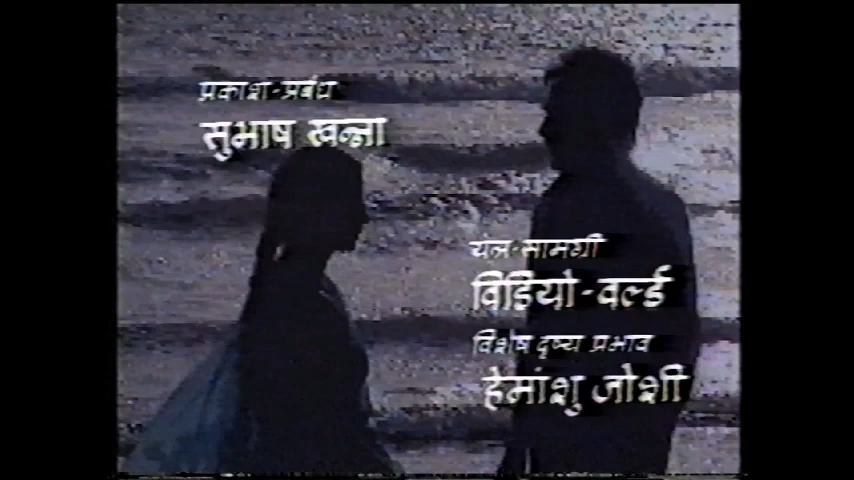 प्रकाश-प्रबंध
सुभाष खन्ना
यंत्र-सामग्री
विडियो-वर्ल्ड
विशेष दृष्य प्रभाव
हेमांशु जोशी